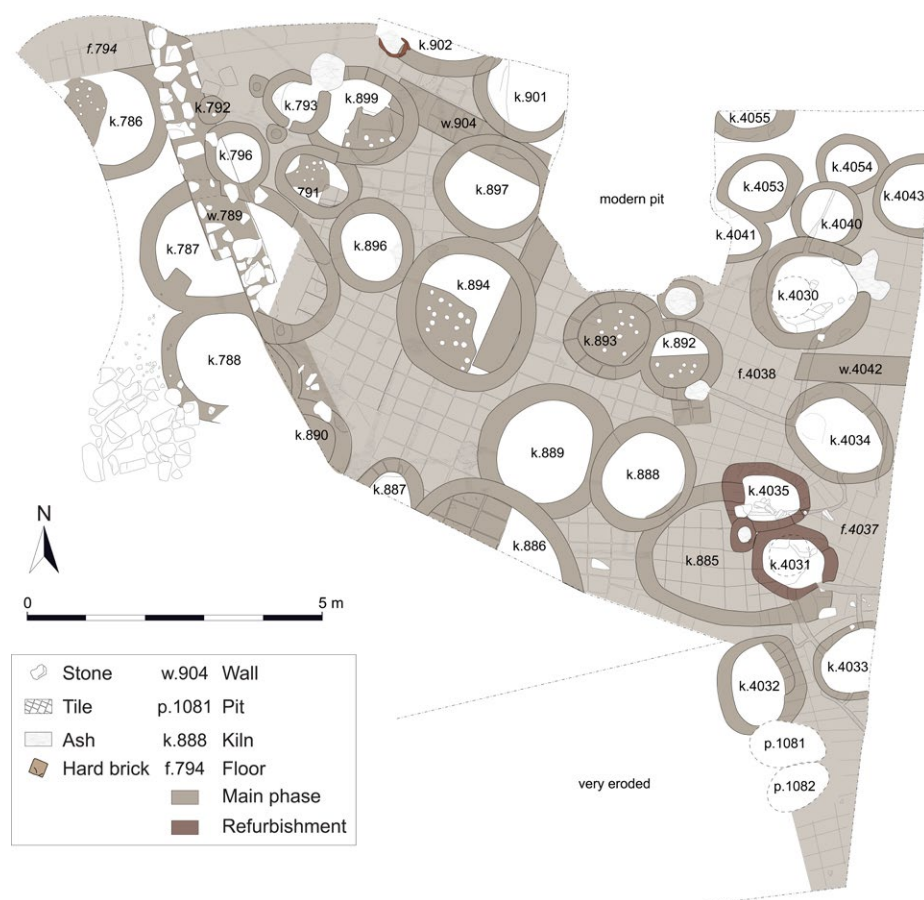 f.794
k.902
k.786
k.792
k.793
k.899
k.901
w.904
k.4055
k.796
791
k.897
modern pit
k.4053
k.4054
k.4043
k.4041
k.4040
w.789
k.787
k.896
k.894
k.4030
k.788
k.893
k.892
f.4038
w.4042
k.890
k.889
k.888
k.4034
k.887
k.4035
f.4037
k.886
k.885
k.4031
N
0 5 m
k.4032
k.4033
p.1081
p.1082
very eroded
Stone w.904 Wall
Tile p.1081 Pit
Ash k.888 Kiln
Hard brick f.794 Floor
Main phase
Refurbishment